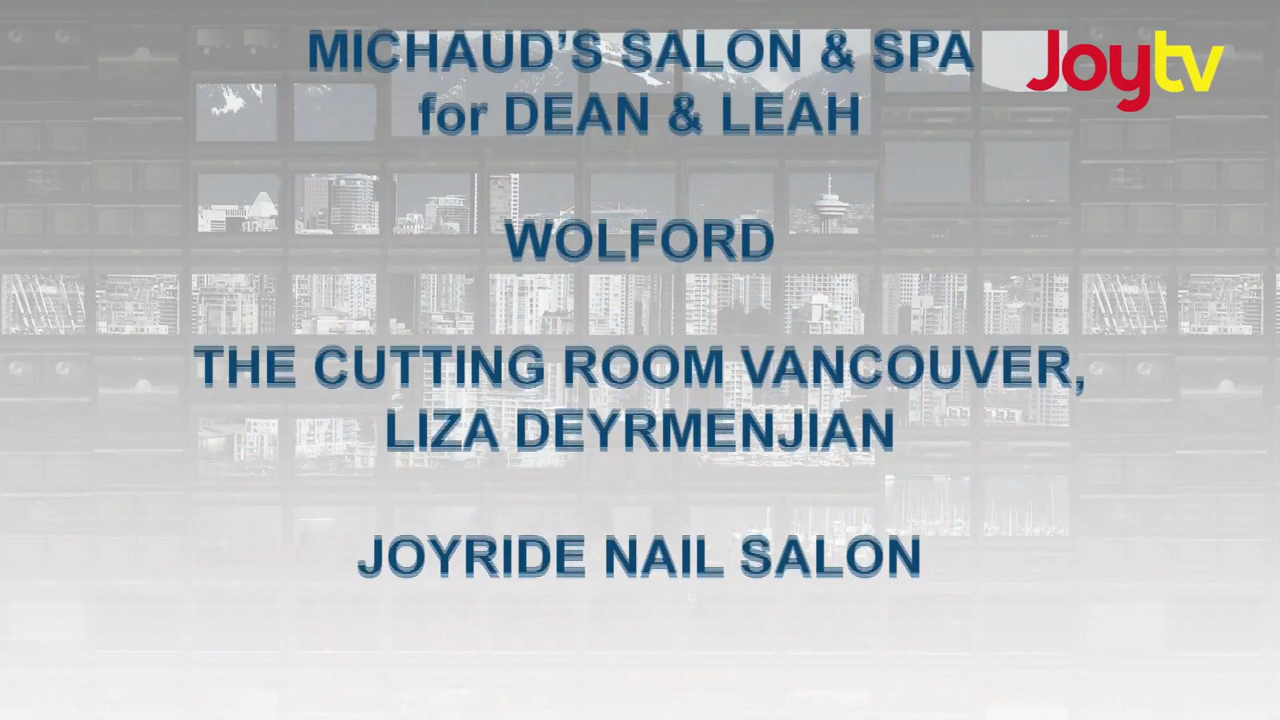 MICHAUD'S SALON & SPA
Joytv
for DEAN & LEAH
WOLFORD
THE CUTTING ROOM VANCOUVER,
LIZA DEYRMENJIAN
JOYRIDE NAIL SALON